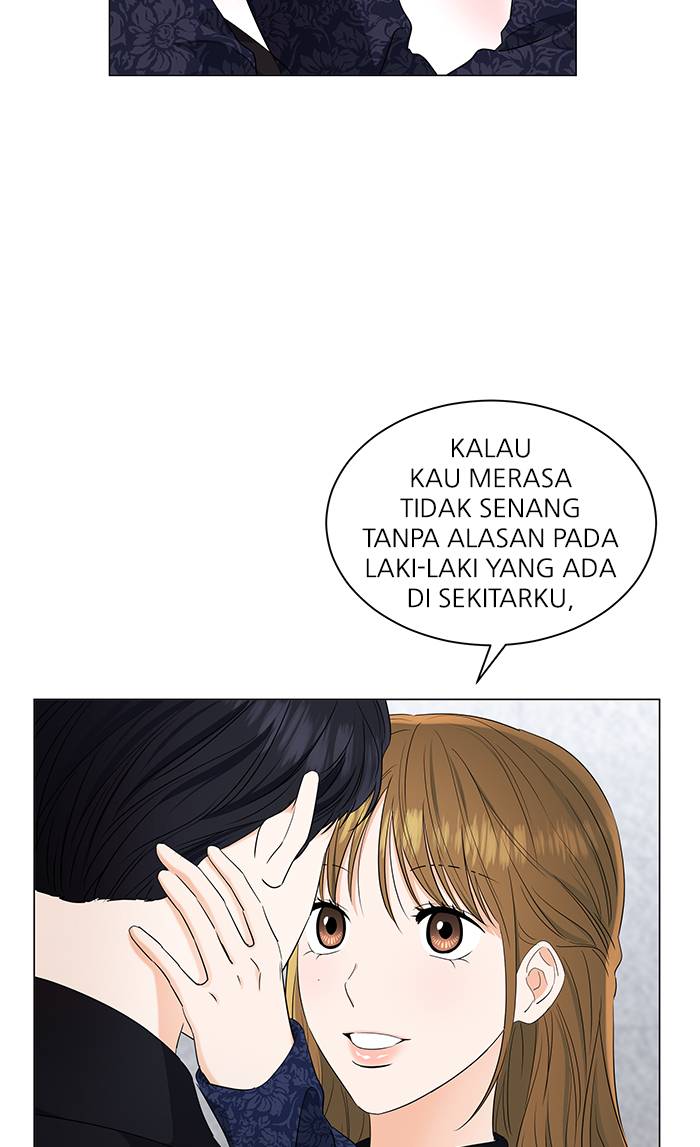 KALAU
KAU MERASA
TIDAK SENANG
TANPA ALASAN PADA
LAKI-LAKI YANG ADA
DI SEKITARKU,